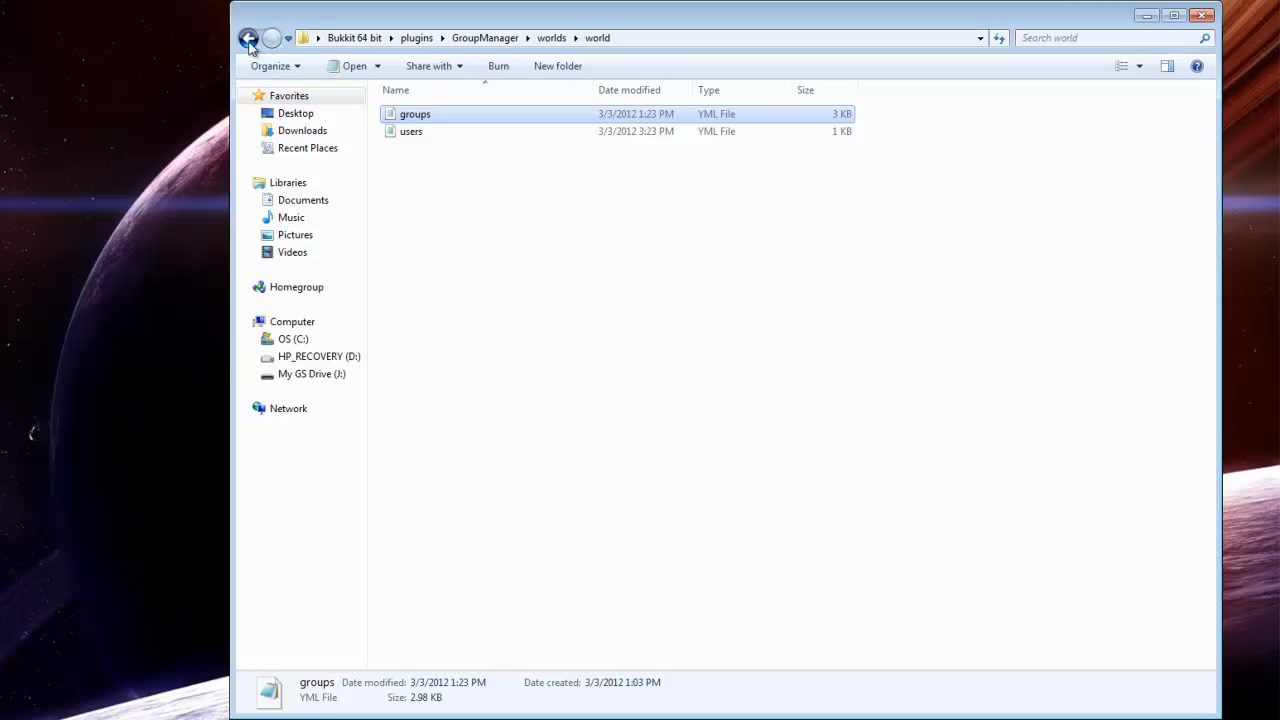 Bukkit 64 bit plugins GroupManager worlds world Search world
Organize Open Share with Burn New folder
Name Date modified Type Size
Favorites
Desktop
Downloads
Recent Places
Libraries
Documents
Music
Pictures
Videos
Homegroup
Computer
OS (C:)
HP_RECOVERY (D:)
My GS Drive (J:)
Network
groups 3/3/2012 1:23 PM YML File 3 KB
users 3/3/2012 3:23 PM YML File 1 KB
groups Date modified: 3/3/2012 1:23 PM Date created: 3/3/2012 1:03 PM
YML File Size: 2.98 KB